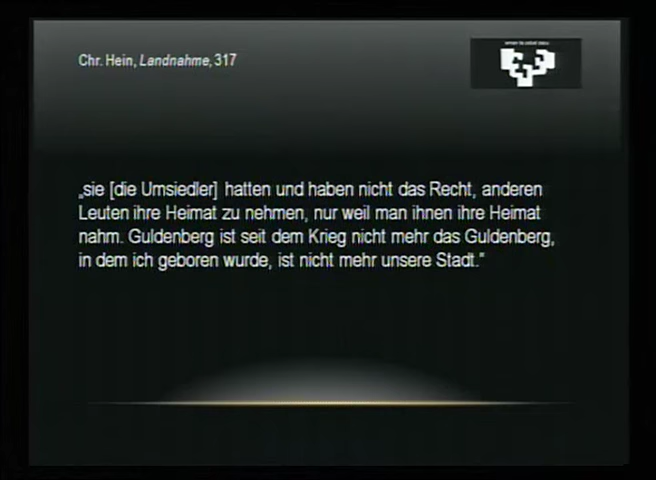 Chr. Hein, Landnahme, 317
„sie [die Umsiedler] hatten und haben nicht das Recht, anderen
Leuten ihre Heimat zu nehmen, nur weil man ihnen ihre Heimat
nahm. Guldenberg ist seit dem Krieg nicht mehr das Guldenberg,
in dem ich geboren wurde, ist nicht mehr unsere Stadt.“